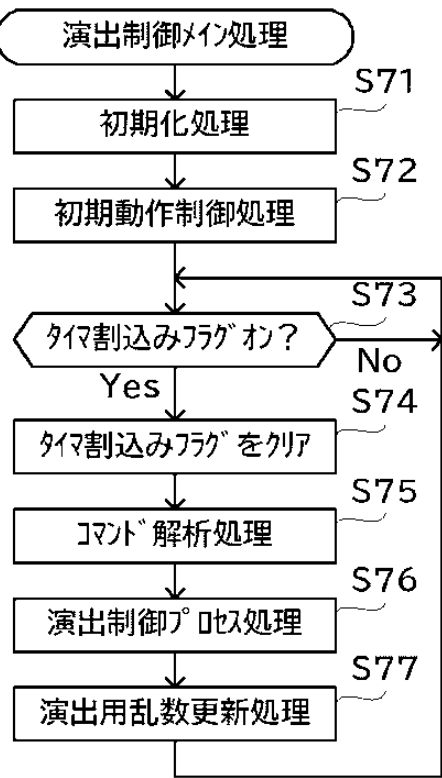 演出制御ﾒｲﾝ処理
S71
初期化処理
S72
初期動作制御処理
S73
ﾀｲﾏ割込みﾌﾗｸﾞｵﾝ？
No
Yes
S74
ﾀｲﾏ割込みﾌﾗｸﾞをｸﾘｱ
S75
ｺﾏﾝﾄﾞ解析処理
S76
演出制御ﾌﾟﾛｾｽ処理
S77
演出用乱数更新処理